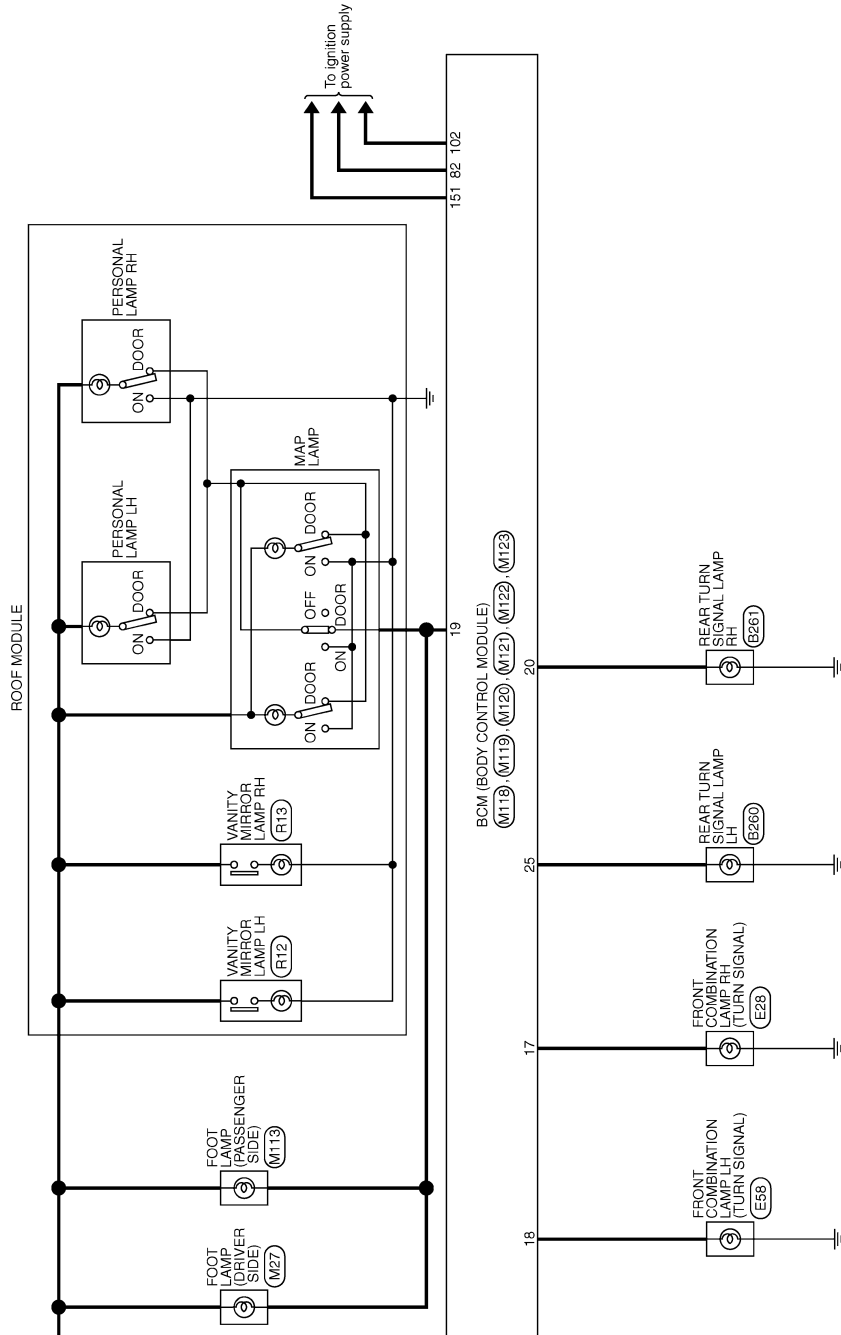 ROOF MODULE
FOOT
LAMP
(DRIVER
SIDE)
M27
FOOT
LAMP
(PASSENGER
SIDE)
M113
VANITY
MIRROR
LAMP LH
R12
VANITY
MIRROR
LAMP RH
R13
PERSONAL
LAMP LH
ON
DOOR
PERSONAL
LAMP RH
ON
DOOR
MAP
LAMP
ON
DOOR
ON
OFF
DOOR
ON
DOOR
To ignition
power supply
19
151
82
102
BCM (BODY CONTROL MODULE)
M118 , M119 , M120 , M121 , M122 , M123
18
17
25
20
FRONT
COMBINATION
LAMP LH
(TURN SIGNAL)
E58
FRONT
COMBINATION
LAMP RH
(TURN SIGNAL)
E28
REAR TURN
SIGNAL LAMP
LH
B260
REAR TURN
SIGNAL LAMP
RH
B261